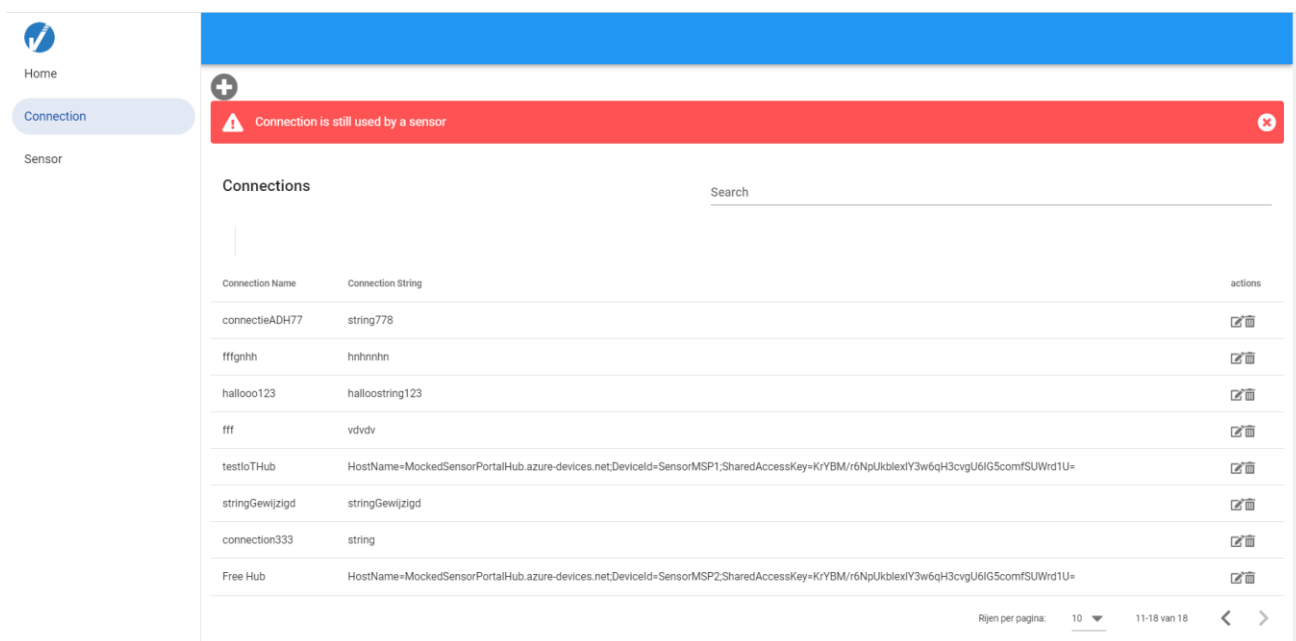 Home
Connection
Sensor
Connection is still used by a sensor
Connections
Search
Connection Name Connection String actions
connectieADH77 string778
fffgnhh hnhnnhn
hallooo123 halloostring123
fff vdvdv
testIoTHub HostName=MockedSensorPortalHub.azure-devices.net;DeviceId=SensorMSP1;SharedAccessKey=KrYBM/r6NpUkblexIY3w6qH3cvgU6IG5comfSUWrd1U=
stringGewijzigd stringGewijzigd
connection333 string
Free Hub HostName=MockedSensorPortalHub.azure-devices.net;DeviceId=SensorMSP2;SharedAccessKey=KrYBM/r6NpUkblexIY3w6qH3cvgU6IG5comfSUWrd1U=
Rijen per pagina: 10 11-18 van 18